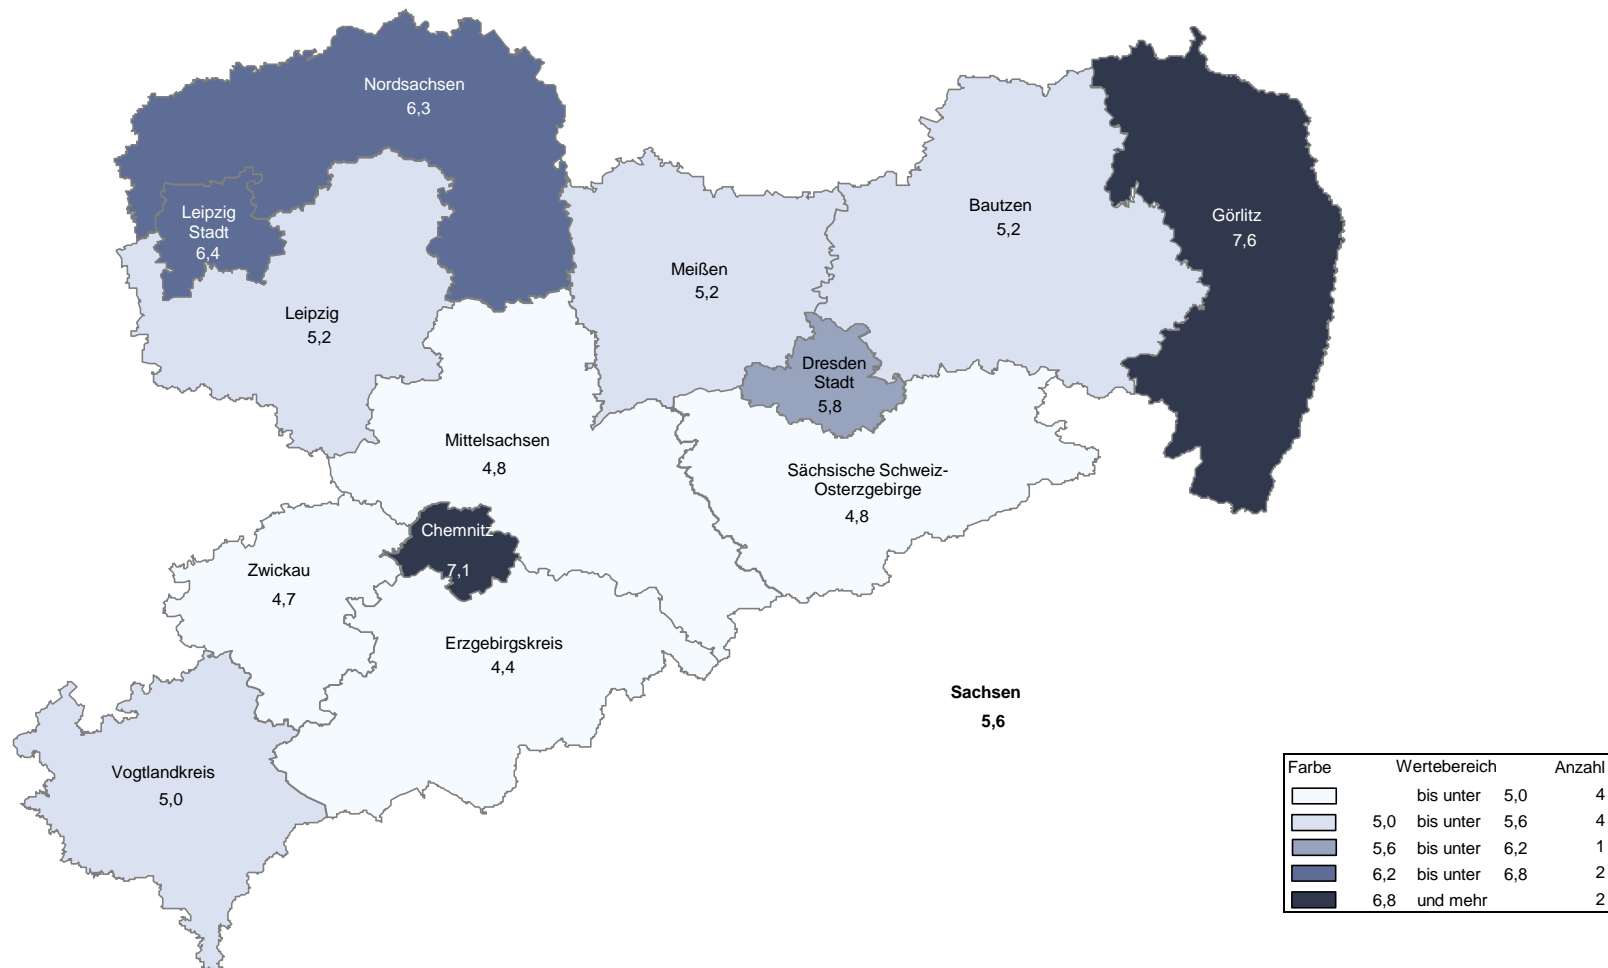 Nordsachsen
6,3
Leipzig
Stadt
6,4
Leipzig
5,2
Meißen
5,2
Bautzen
5,2
Görlitz
7,6
Dresden
Stadt
5,8
Mittelsachsen
4,8
Sächsische Schweiz-
Osterzgebirge
4,8
Chemnitz
7,1
Zwickau
4,7
Erzgebirgskreis
4,4
Vogtlandkreis
5,0
Sachsen
5,6
Farbe Wertebereich Anzahl
bis unter 5,0 4
5,0 bis unter 5,6 4
5,6 bis unter 6,2 1
6,2 bis unter 6,8 2
6,8 und mehr 2